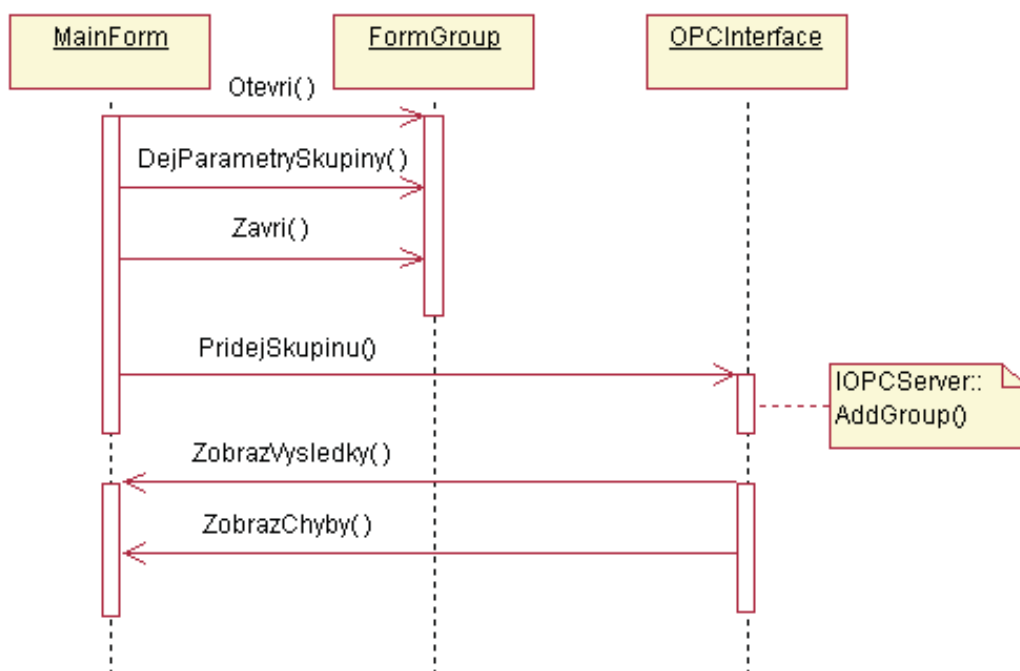 MainForm
FormGroup
OPCInterface
Otevri()
DejParametrySkupiny()
Zavri()
PridejSkupinu()
IOPCServer::
AddGroup()
ZobrazVysledky()
ZobrazChyby()